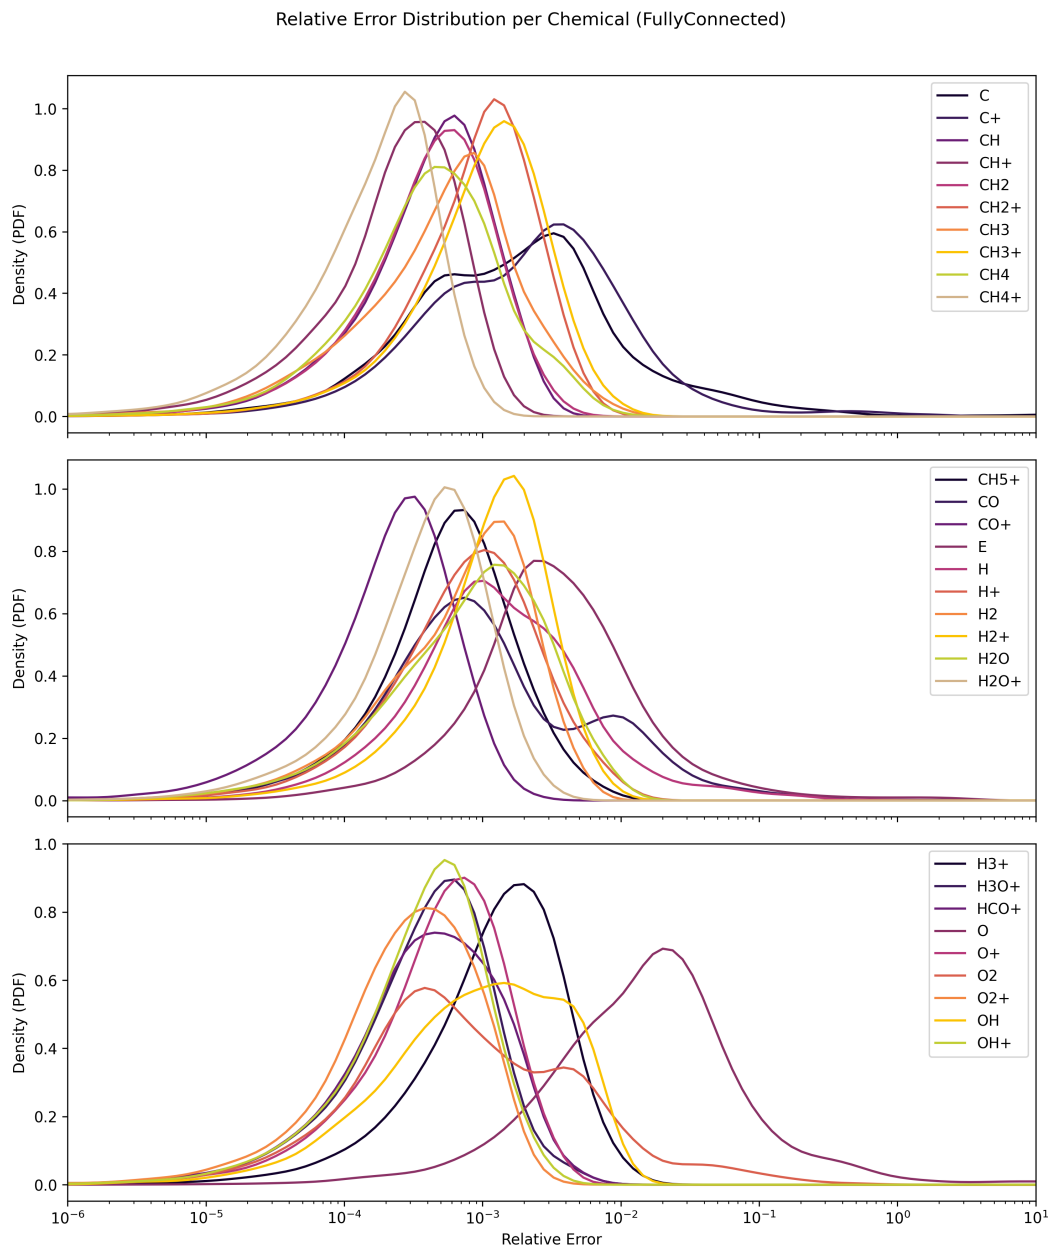 Relative Error Distribution per Chemical (FullyConnected)
Density (PDF)
1.0
0.8
0.6
0.4
0.2
0.0
C
C+
CH
CH+
CH2
CH2+
CH3
CH3+
CH4
CH4+
Density (PDF)
1.0
0.8
0.6
0.4
0.2
0.0
CH5+
CO
CO+
E
H
H+
H2
H2+
H2O
H2O+
Density (PDF)
1.0
0.8
0.6
0.4
0.2
0.0
H3+
H3O+
HCO+
O
O+
O2
O2+
OH
OH+
10⁻⁶ 10⁻⁵ 10⁻⁴ 10⁻³ 10⁻² 10⁻¹ 10⁰ 10¹
Relative Error